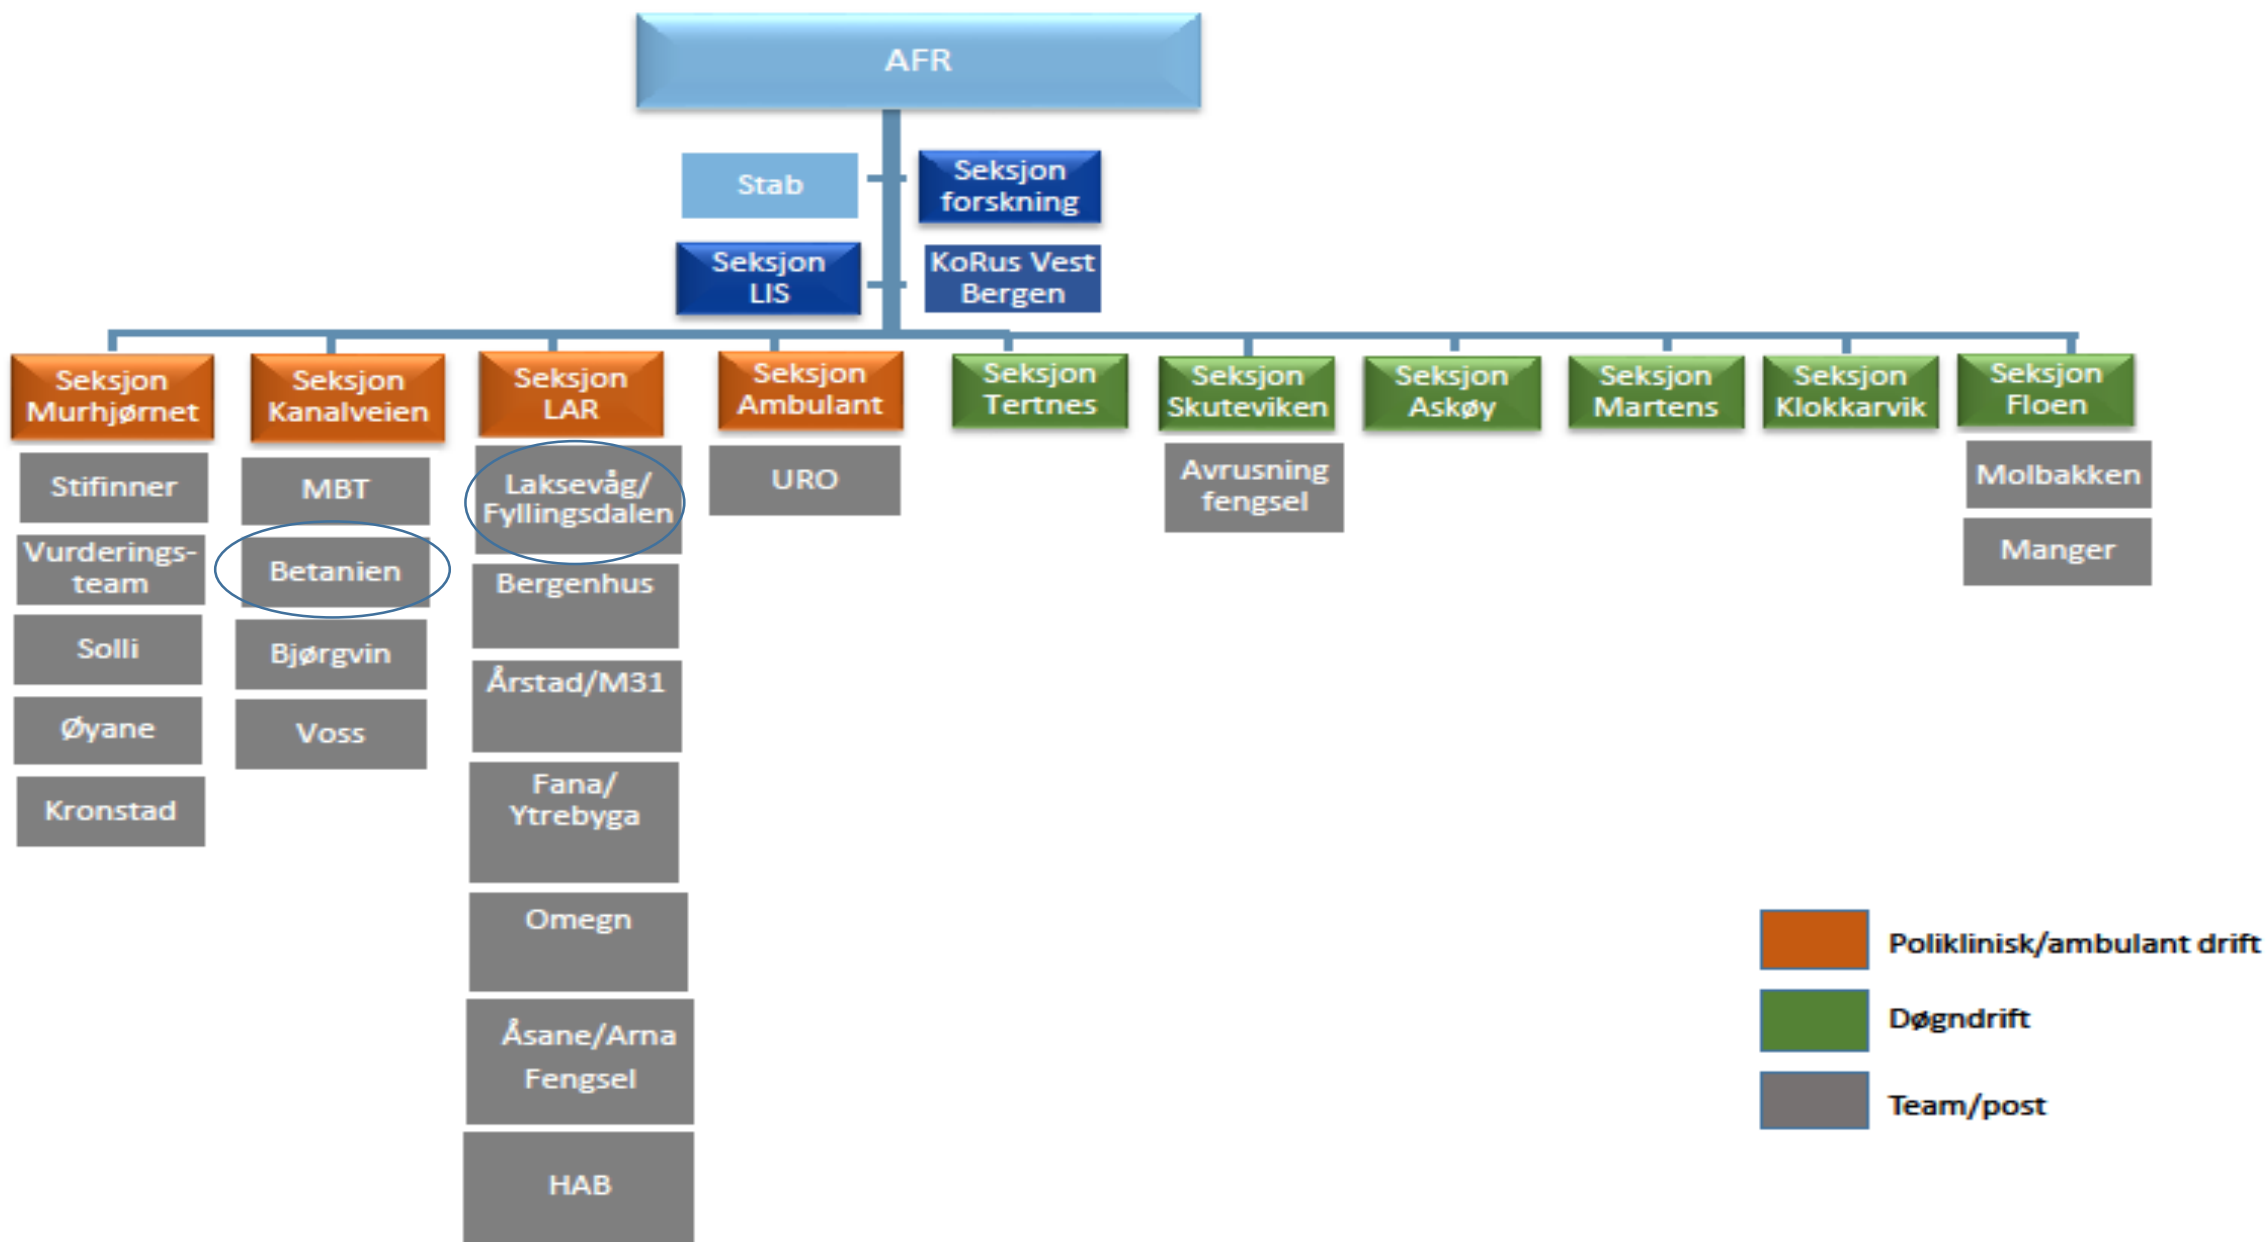 AFR
Stab
Seksjon
forskning
Seksjon
LIS
KoRus Vest
Bergen
Seksjon
Murhjørnet
Stifinner
Vurderings-
team
Solli
Øyane
Kronstad
Seksjon
Kanalveien
MBT
Betanien
Bjørgvin
Voss
Seksjon
LAR
Laksevåg/
Fyllingsdalen
Bergenhus
Årstad/M31
Fana/
Ytrebyga
Omegn
Åsane/Arna
Fengsel
HAB
Seksjon
Ambulant
URO
Seksjon
Tertnes
Seksjon
Skuteviken
Avrusning
fengsel
Seksjon
Askøy
Seksjon
Martens
Seksjon
Klokkarvik
Seksjon
Floen
Molbakken
Manger
Poliklinisk/ambulant drift
Døgndrift
Team/post